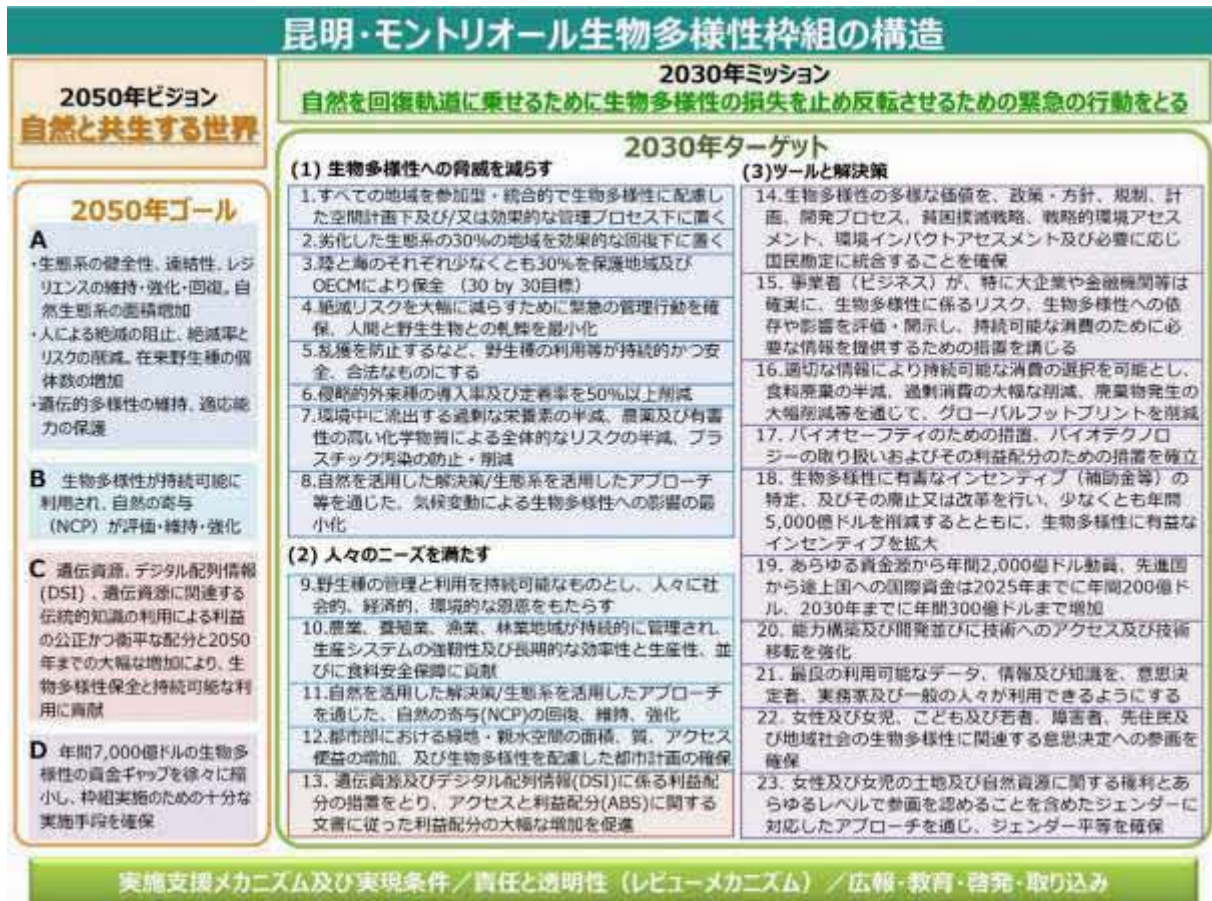 昆明・モントリオール生物多様性枠組の構造
2050年ビジョン
自然と共生する世界
2030年ミッション
自然を回復軌道に乗せるために生物多様性の損失を止め反転させるための緊急の行動をとる
2050年ゴール
A
・生態系の健全性、連結性、レジ
リエンスの維持・強化・回復。自
然生態系の面積増加
・人による絶滅の阻止、絶滅率と
リスクの削減。在来野生種の個
体数の増加
・遺伝的多様性の維持、適応能
力の保護
B 生物多様性が持続可能に
利用され、自然の寄与
（NCP）が評価・維持・強化
C 遺伝資源、デジタル配列情報
(DSI)、遺伝資源に関連する
伝統的知識の利用による利益
の公正かつ衡平な配分と2050
年までの大幅な増加により、生
物多様性保全と持続可能な利
用に貢献
D 年間7,000億ドルの生物多
様性の資金ギャップを徐々に縮
小し、枠組実施のための十分な
実施手段を確保
2030年ターゲット
(1) 生物多様性への脅威を減らす
1.すべての地域を参加型・統合的で生物多様性に配慮し
た空間計画下及び/又は効果的な管理プロセス下に置く
2.劣化した生態系の30%の地域を効果的な回復下に置く
3.陸と海のそれぞれ少なくとも30%を保護地域及び
OECMにより保全 （30 by 30目標）
4.絶滅リスクを大幅に減らすために緊急の管理行動を確
保、人間と野生生物との軋轢を最小化
5.乱獲を防止するなど、野生種の利用等が持続的かつ安
全、合法なものにする
6.侵略的外来種の導入率及び定着率を50%以上削減
7.環境中に流出する過剰な栄養素の半減、農薬及び有害
性の高い化学物質による全体的なリスクの半減、プラ
スチック汚染の防止・削減
8.自然を活用した解決策/生態系を活用したアプローチ
等を通じた、気候変動による生物多様性への影響の最
小化
(2) 人々のニーズを満たす
9.野生種の管理と利用を持続可能なものとし、人々に社
会的、経済的、環境的な恩恵をもたらす
10.農業、養殖業、漁業、林業地域が持続的に管理され、
生産システムの強靭性及び長期的な効率性と生産性、並
びに食料安全保障に貢献
11.自然を活用した解決策/生態系を活用したアプローチ
を通じた、自然の寄与(NCP)の回復、維持、強化
12.都市部における緑地・親水空間の面積、質、アクセス
便益の増加、及び生物多様性を配慮した都市計画の確保
13. 遺伝資源及びデジタル配列情報(DSI)に係る利益配
分の措置をとり、アクセスと利益配分(ABS)に関する
文書に従った利益配分の大幅な増加を促進
(3)ツールと解決策
14.生物多様性の多様な価値を、政策・方針、規制、計
画、開発プロセス、貧困撲滅戦略、戦略的環境アセス
メント、環境インパクトアセスメント及び必要に応じ
国民勘定に統合することを確保
15. 事業者（ビジネス）が、特に大企業や金融機関等は
確実に、生物多様性に係るリスク、生物多様性への依
存や影響を評価・開示し、持続可能な消費のために必
要な情報を提供するための措置を講じる
16.適切な情報により持続可能な消費の選択を可能とし、
食料廃棄の半減、過剰消費の大幅な削減、廃棄物発生の
大幅削減等を通じて、グローバルフットプリントを削減
17. バイオセーフティのための措置、バイオテクノロ
ジーの取り扱いおよびその利益配分のための措置を確立
18. 生物多様性に有害なインセンティブ（補助金等）の
特定、及びその廃止又は改革を行い、少なくとも年間
5,000億ドルを削減するとともに、生物多様性に有益な
インセンティブを拡大
19. あらゆる資金源から年間2,000億ドル動員、先進国
から途上国への国際資金は2025年までに年間200億ド
ル、2030年までに年間300億ドルまで増加
20. 能力構築及び開発並びに技術へのアクセス及び技術
移転を強化
21. 最良の利用可能なデータ、情報及び知識を、意思決
定者、実務家及び一般の人々が利用できるようにする
22. 女性及び女児、こども及び若者、障害者、先住民及
び地域社会の生物多様性に関連する意思決定への参画を
確保
23. 女性及び女児の土地及び自然資源に関する権利とあ
らゆるレベルで参画を認めることを含めたジェンダーに
対応したアプローチを通じ、ジェンダー平等を確保
実施支援メカニズム及び実現条件／責任と透明性（レビューメカニズム）／広報・教育・啓発・取り込み